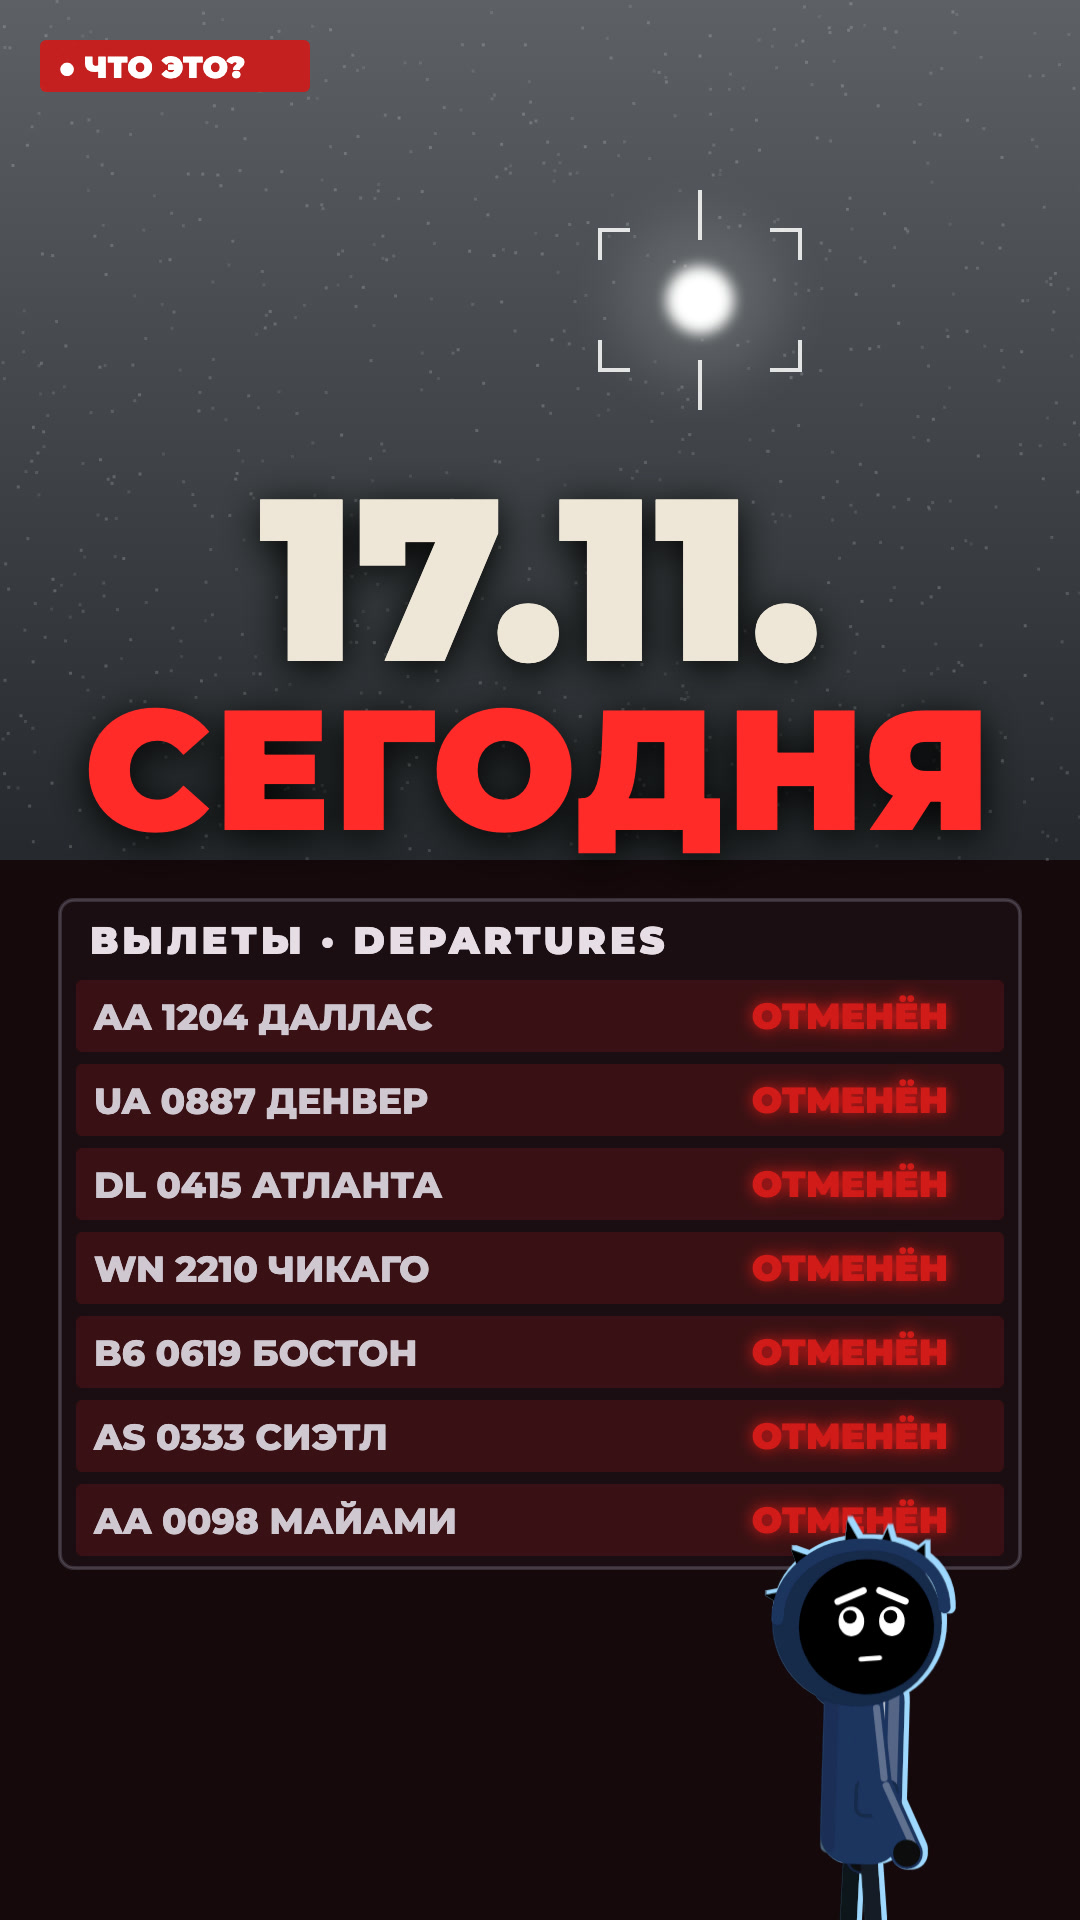 • ЧТО ЭТО?
17.11.
СЕГОДНЯ
ВЫЛЕТЫ • DEPARTURES
AA 1204 ДАЛЛАС ОТМЕНЁН
UA 0887 ДЕНВЕР ОТМЕНЁН
DL 0415 АТЛАНТА ОТМЕНЁН
WN 2210 ЧИКАГО ОТМЕНЁН
B6 0619 БОСТОН ОТМЕНЁН
AS 0333 СИЭТЛ ОТМЕНЁН
AA 0098 МАЙАМИ ОТМЕНЁН